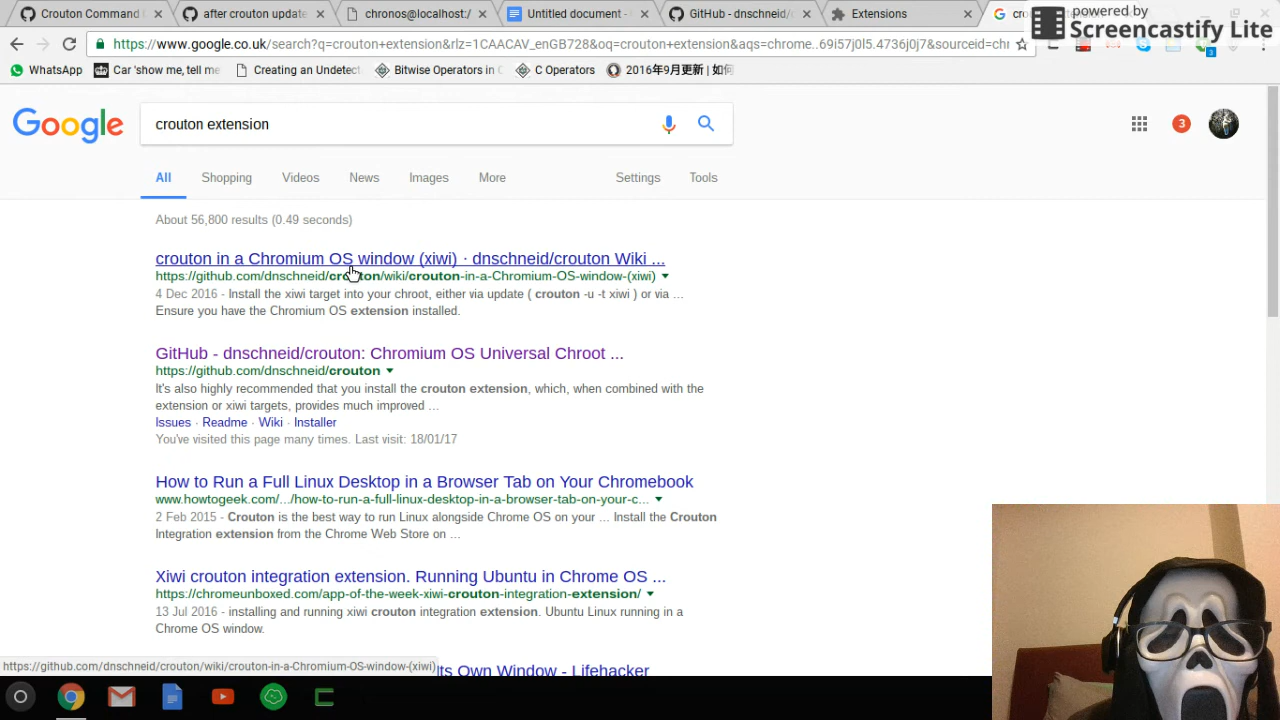 Crouton Command
after crouton update
chronos@localhost:/
Untitled document -
GitHub - dnschneid/
Extensions
powered by
Screencastify Lite
https://www.google.co.uk/search?q=crouton+extension&rlz=1CAACAV_enGB728&oq=crouton+extension&aqs=chrome..69i57j0l5.4736j0j7&sourceid=chr
3
WhatsApp
Car 'show me, tell me
Creating an Undetect
Bitwise Operators in C
C Operators
2016年9月更新 | 如何
Google
crouton extension
3
All
Shopping
Videos
News
Images
More
Settings
Tools
About 56,800 results (0.49 seconds)
crouton in a Chromium OS window (xiwi) · dnschneid/crouton Wiki ...
https://github.com/dnschneid/crouton/wiki/crouton-in-a-Chromium-OS-window-(xiwi)
4 Dec 2016 - Install the xiwi target into your chroot, either via update ( crouton -u -t xiwi ) or via ...
Ensure you have the Chromium OS extension installed.
GitHub - dnschneid/crouton: Chromium OS Universal Chroot ...
https://github.com/dnschneid/crouton
It's also highly recommended that you install the crouton extension, which, when combined with the
extension or xiwi targets, provides much improved ...
Issues · Readme · Wiki · Installer
You've visited this page many times. Last visit: 18/01/17
How to Run a Full Linux Desktop in a Browser Tab on Your Chromebook
www.howtogeek.com/.../how-to-run-a-full-linux-desktop-in-a-browser-tab-on-your-c...
2 Feb 2015 - Crouton is the best way to run Linux alongside Chrome OS on your ... Install the Crouton
Integration extension from the Chrome Web Store on ...
Xiwi crouton integration extension. Running Ubuntu in Chrome OS ...
https://chromeunboxed.com/app-of-the-week-xiwi-crouton-integration-extension/
13 Jul 2016 - installing and running xiwi crouton integration extension. Ubuntu Linux running in a
Chrome OS window.
https://github.com/dnschneid/crouton/wiki/crouton-in-a-Chromium-OS-window-(xiwi)
Its Own Window - Lifehacker